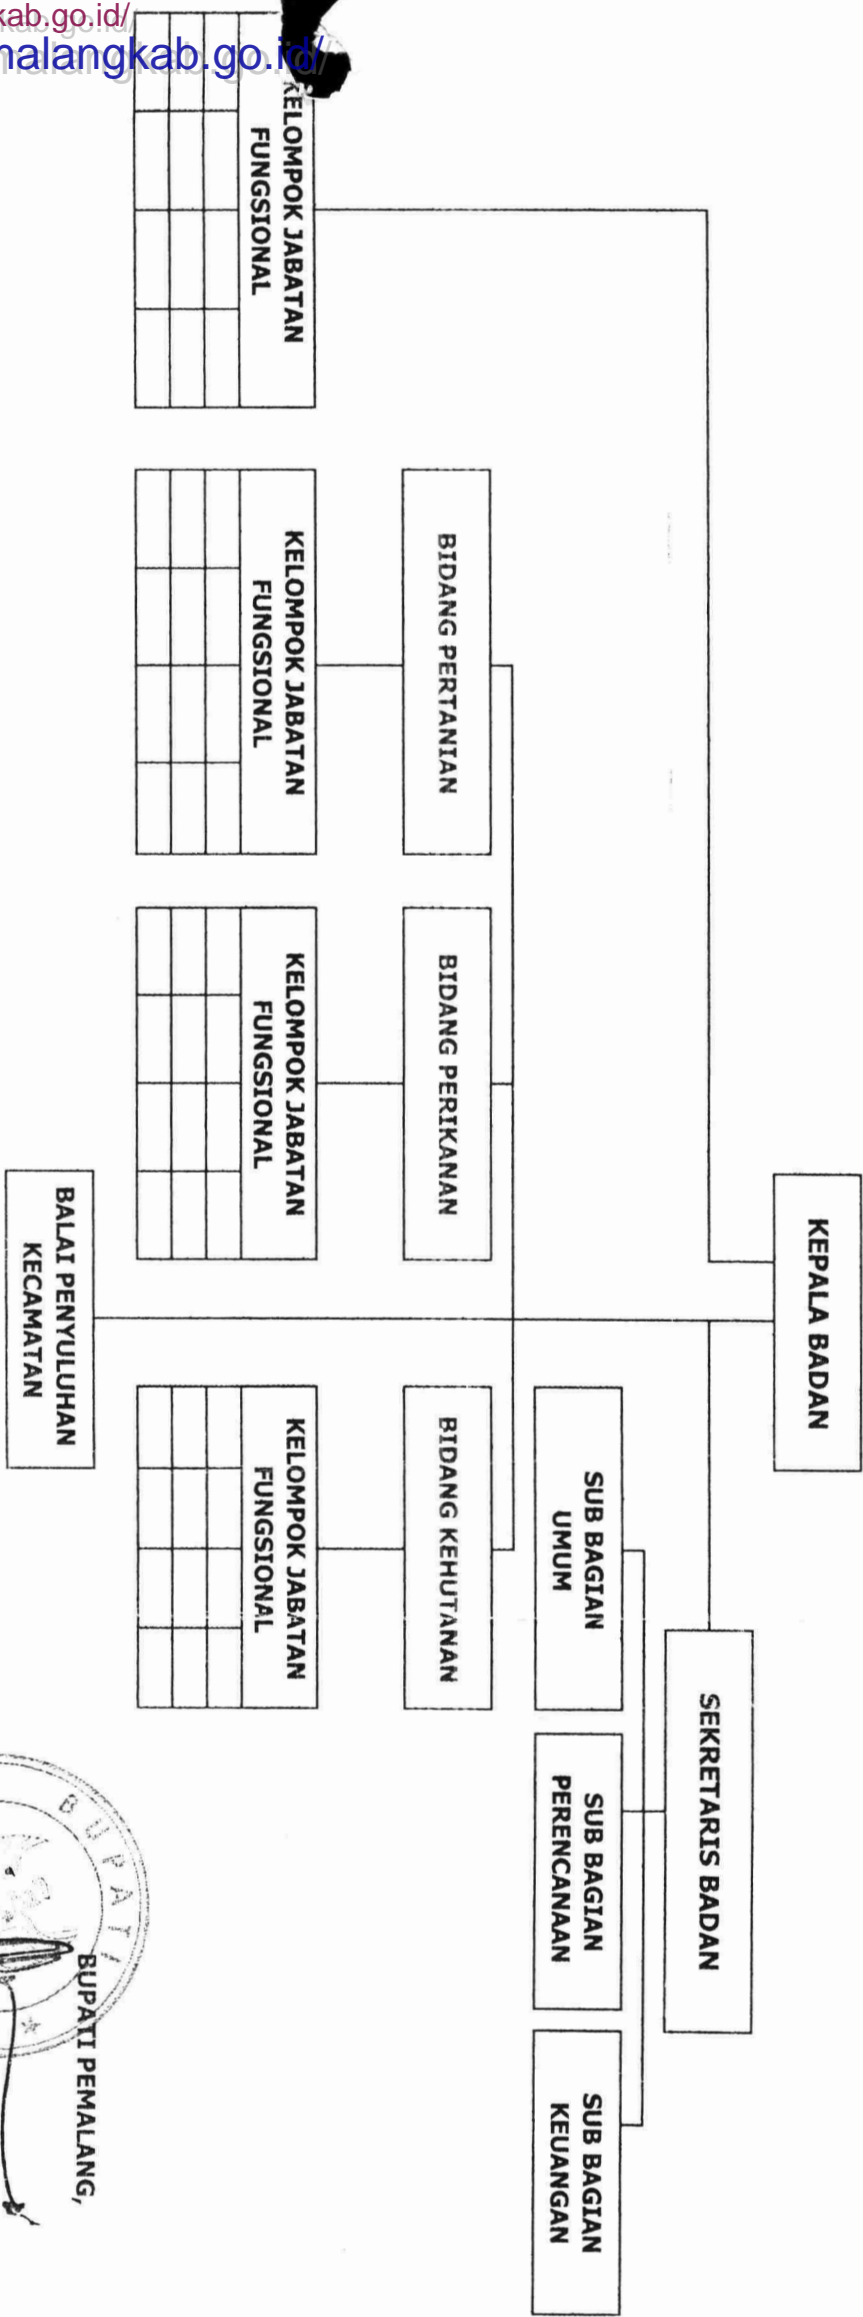 kab.go.id/
malangkab.go.id/
KEPALA BADAN
SEKRETARIS BADAN
SUB BAGIAN
UMUM
SUB BAGIAN
PERENCANAAN
SUB BAGIAN
KEUANGAN
BIDANG PERTANIAN
BIDANG PERIKANAN
BIDANG KEHUTANAN
KELOMPOK JABATAN
FUNGSIONAL
KELOMPOK JABATAN
FUNGSIONAL
KELOMPOK JABATAN
FUNGSIONAL
KELOMPOK JABATAN
FUNGSIONAL
BALAI PENYULUHAN
KECAMATAN
BUPATI PEMALANG,
BUPATI